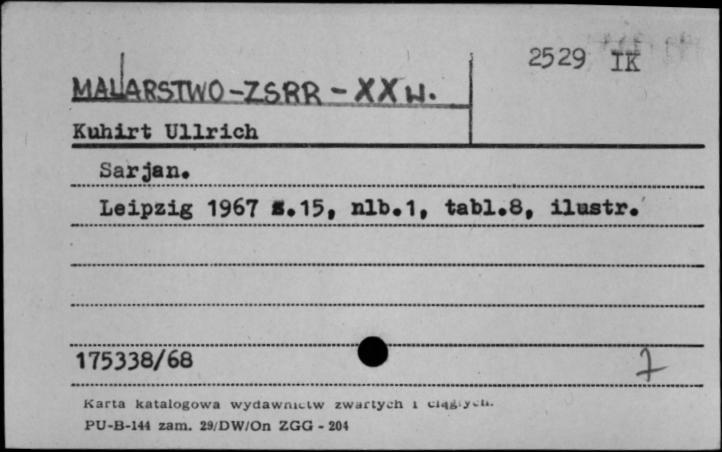 2529 IK
MALARSTWO-ZSRR-XX W.
Kuhirt Ullrich
Sarjan.
Leipzig 1967 s.15, nlb.1, tabl.8, ilustr.
175338/68
7
Karta katalogowa wydawnictw zwartych i ciągłych.
PU-B-144 zam. 29/DW/On ZGG - 204